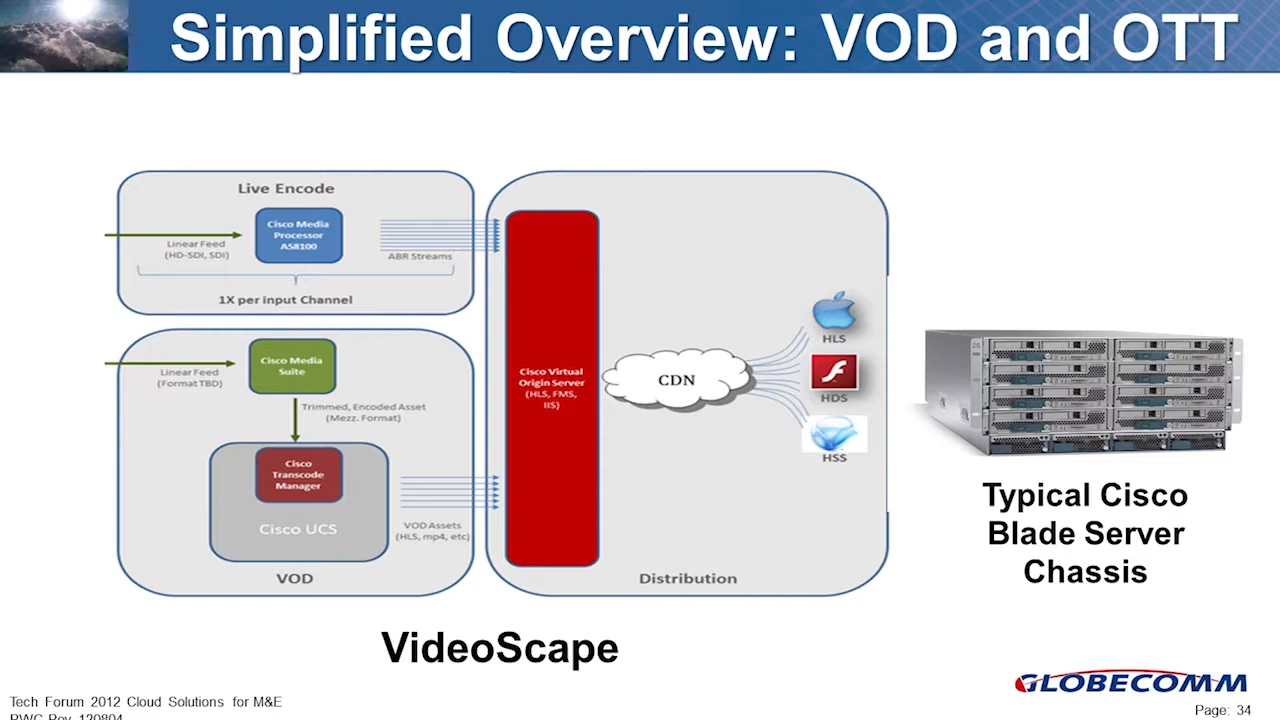 Simplified Overview: VOD and OTT
Live Encode
Cisco Media
Processor
AS8100
Linear Feed
(HD-SDI, SDI)
ABR Streams
1X per input Channel
Cisco Media
Suite
Linear Feed
(Format TBD)
Trimmed, Encoded Asset
(Mezz. Format)
Cisco
Transcode
Manager
Cisco UCS
VOD Assets
(HLS, mp4, etc)
VOD
Cisco Virtual
Origin Server
(HLS, FMS,
IIS)
CDN
HLS
HDS
HSS
Distribution
Typical Cisco
Blade Server
Chassis
VideoScape
GLOBECOMM
Tech Forum 2012 Cloud Solutions for M&E
PWC Rev 120804
Page: 34